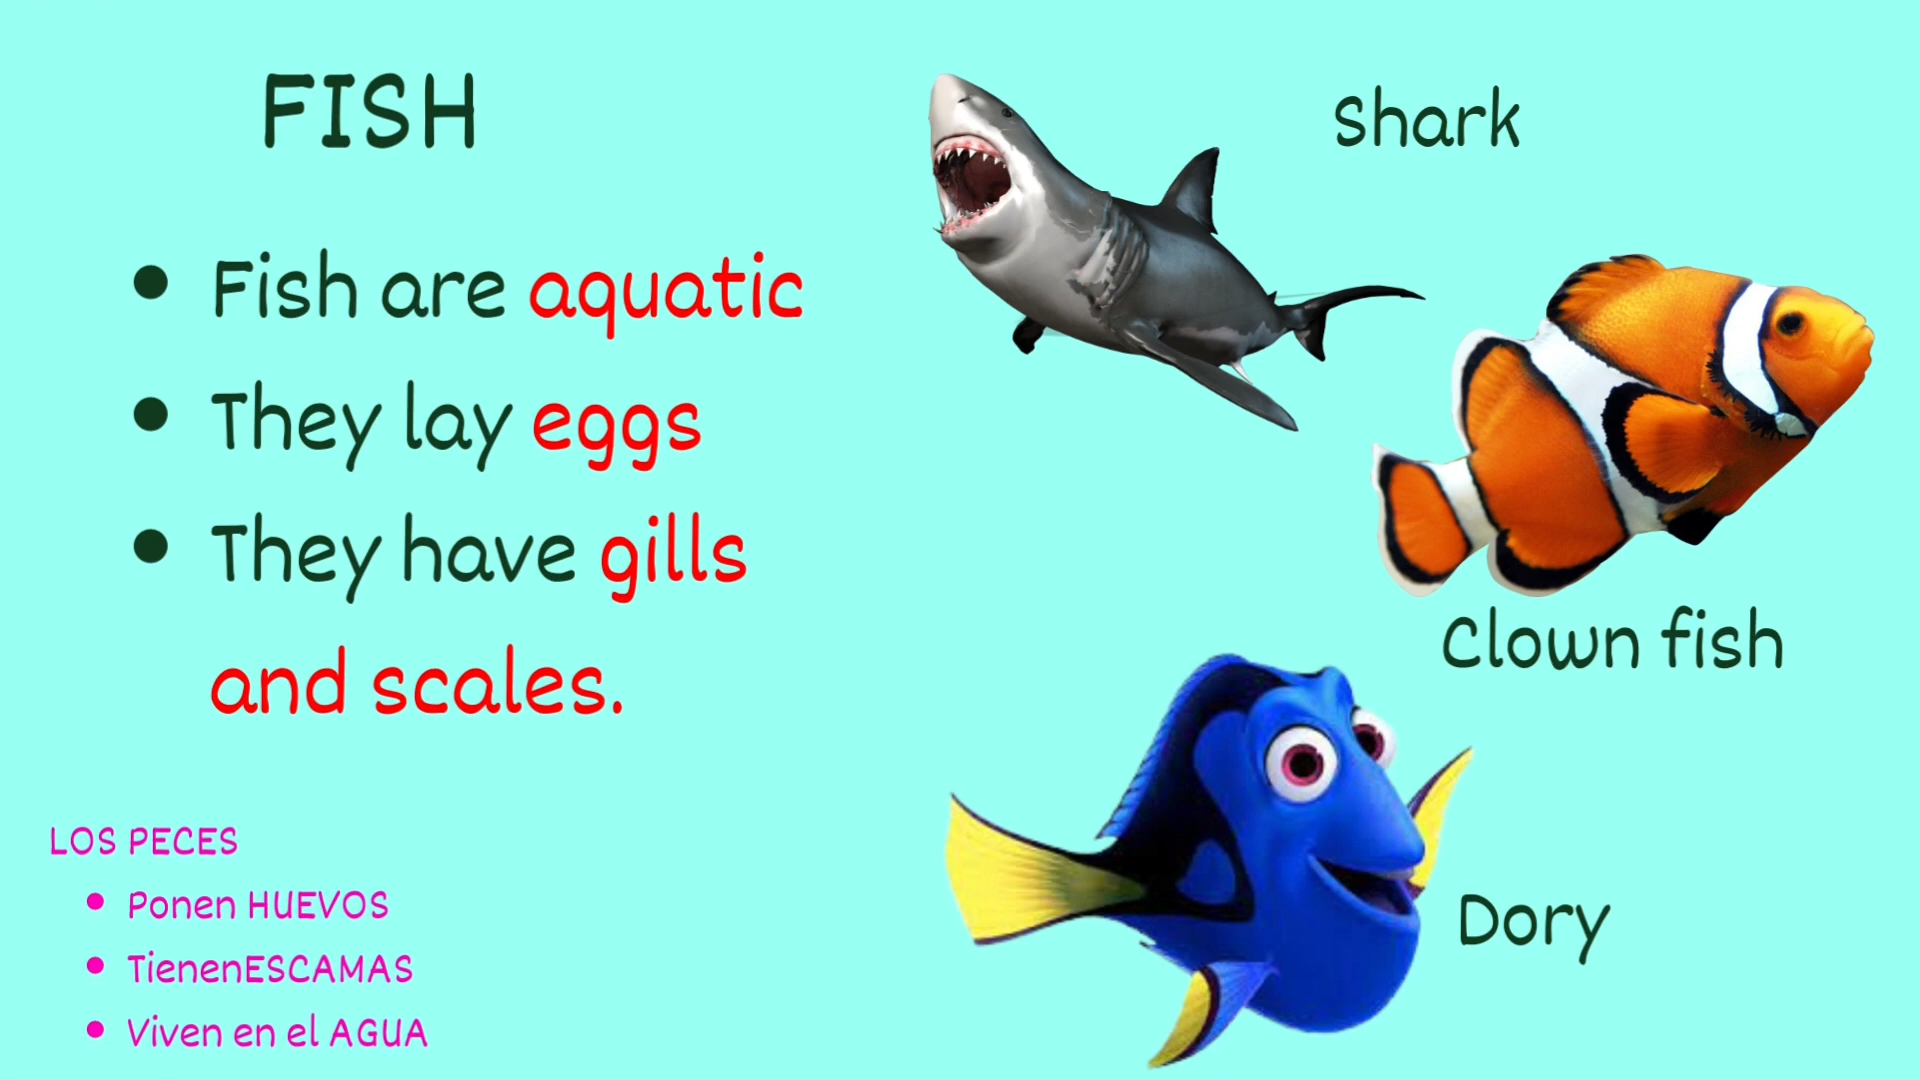 FISH
• Fish are aquatic
• They lay eggs
• They have gills
and scales.
LOS PECES
• Ponen HUEVOS
• TienenESCAMAS
• Viven en el AGUA
Shark
Clown fish
Dory